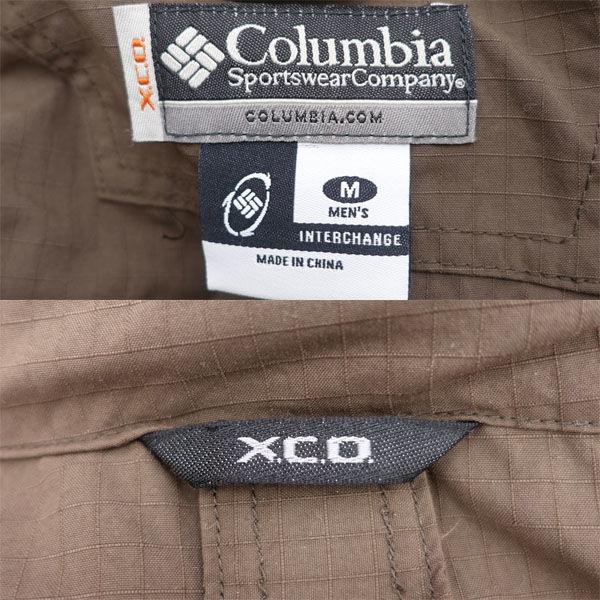 X.C.O.
Columbia
SportswearCompany®
COLUMBIA.COM
M
MEN'S
INTERCHANGE
MADE IN CHINA
X.C.O.